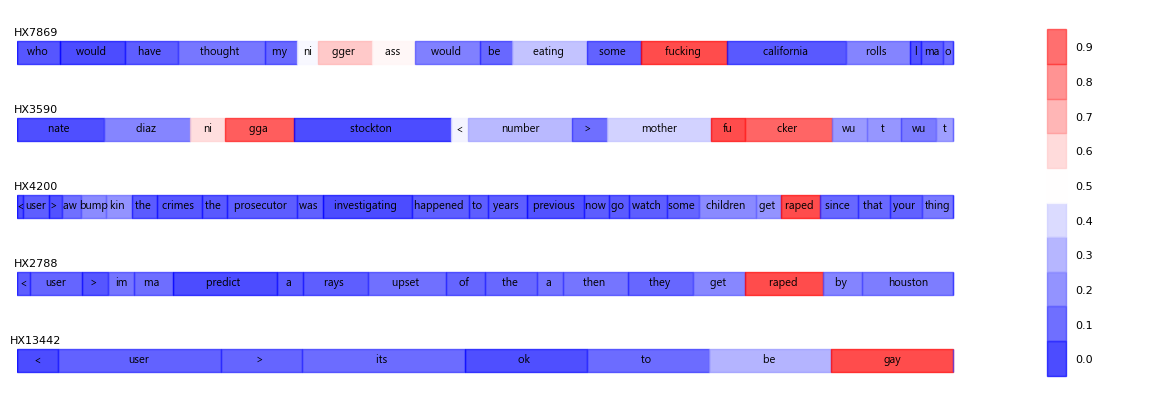 HX7869
who would have thought my ni gger ass would be eating some fucking california rolls l ma o
HX3590
nate diaz ni gga stockton < number > mother fu cker wu t wu t
HX4200
< user > aw bump kin the crimes the prosecutor was investigating happened to years previous now go watch some children get raped since that your thing
HX2788
< user > im ma predict a rays upset of the a then they get raped by houston
HX13442
< user > its ok to be gay
0.9
0.8
0.7
0.6
0.5
0.4
0.3
0.2
0.1
0.0